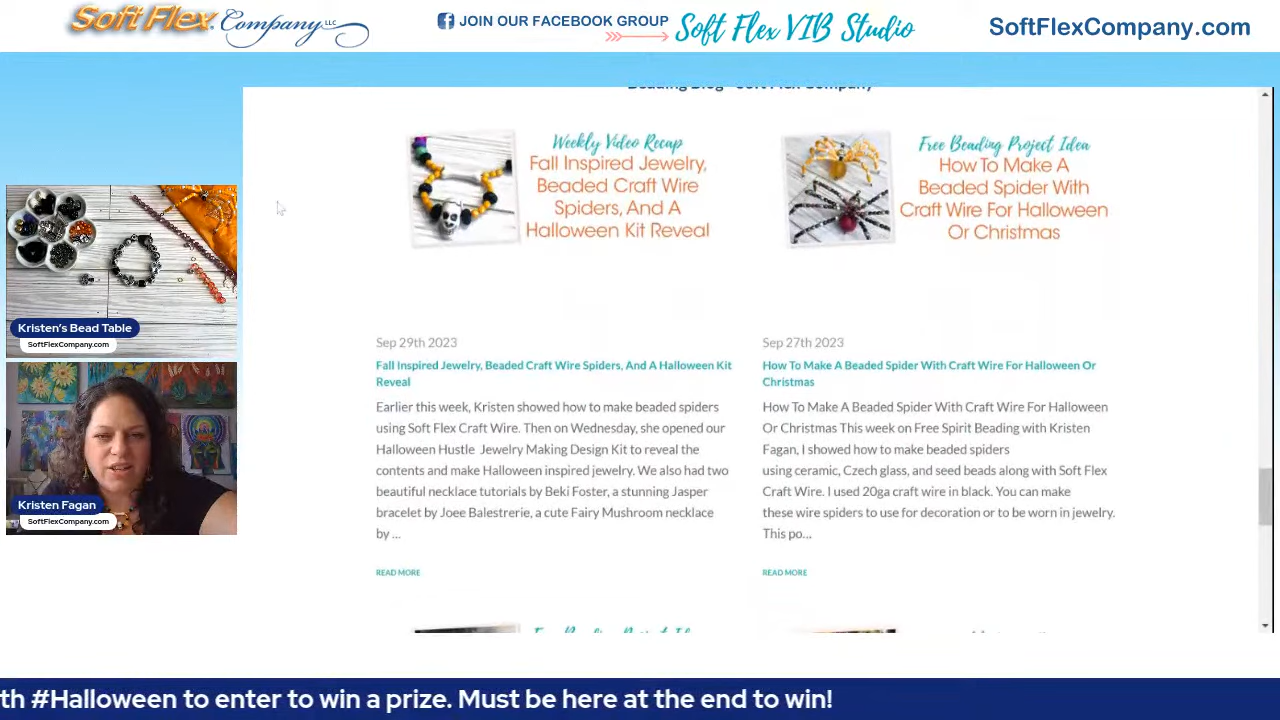 Soft Flex Company LLC
JOIN OUR FACEBOOK GROUP
Soft Flex VIB Studio
SoftFlexCompany.com
Beading Blog - Soft Flex Company
Weekly Video Recap
Fall Inspired Jewelry,
Beaded Craft Wire
Spiders, And A
Halloween Kit Reveal
Free Beading Project Idea
How To Make A
Beaded Spider With
Craft Wire For Halloween
Or Christmas
Kristen's Bead Table
SoftFlexCompany.com
Kristen Fagan
SoftFlexCompany.com
Sep 29th 2023
Fall Inspired Jewelry, Beaded Craft Wire Spiders, And A Halloween Kit
Reveal
Earlier this week, Kristen showed how to make beaded spiders
using Soft Flex Craft Wire. Then on Wednesday, she opened our
Halloween Hustle Jewelry Making Design Kit to reveal the
contents and make Halloween inspired jewelry. We also had two
beautiful necklace tutorials by Beki Foster, a stunning Jasper
bracelet by Joee Balestrerie, a cute Fairy Mushroom necklace
by ...
READ MORE
Sep 27th 2023
How To Make A Beaded Spider With Craft Wire For Halloween Or
Christmas
How To Make A Beaded Spider With Craft Wire For Halloween
Or Christmas This week on Free Spirit Beading with Kristen
Fagan, I showed how to make beaded spiders
using ceramic, Czech glass, and seed beads along with Soft Flex
Craft Wire. I used 20ga craft wire in black. You can make
these wire spiders to use for decoration or to be worn in jewelry.
This po...
READ MORE
Free Beading Project Idea
th #Halloween to enter to win a prize. Must be here at the end to win!